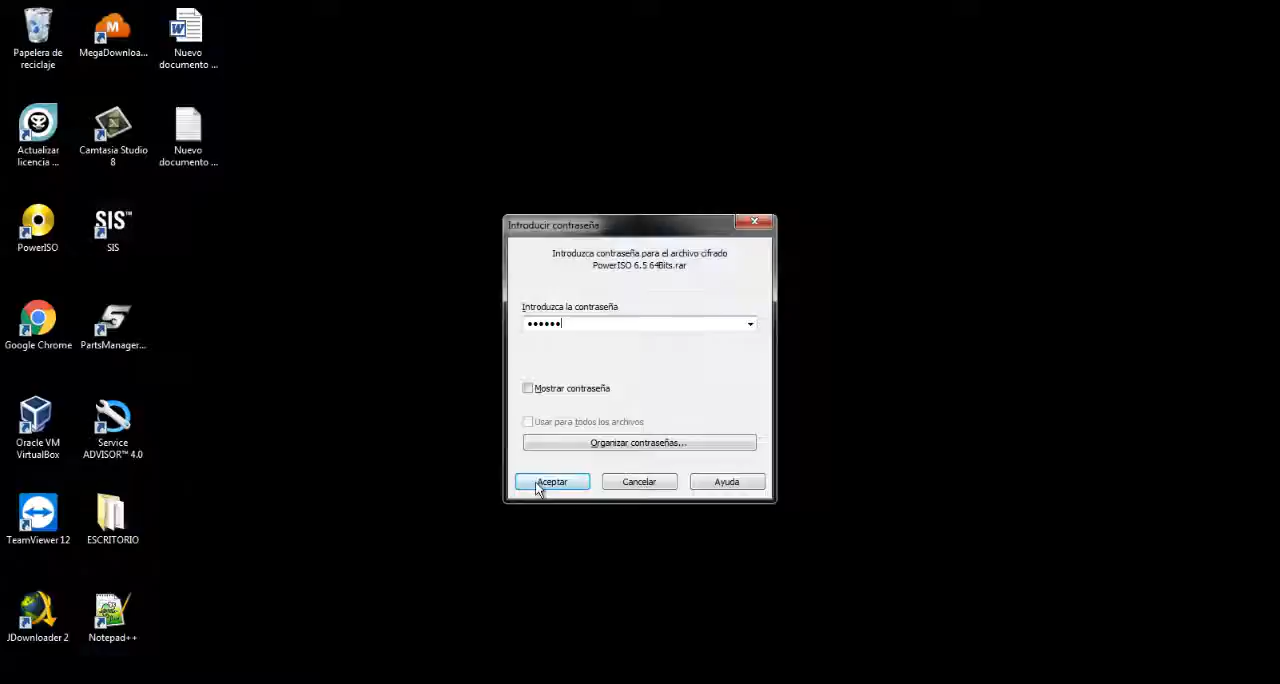 Papelera de
reciclaje
M
MegaDownloa...
W
Nuevo
documento ...
Actualizar
licencia ...
Camtasia Studio
8
Nuevo
documento ...
PowerISO
SIS™
SIS
Google Chrome
PartsManager...
Oracle VM
VirtualBox
Service
ADVISOR™ 4.0
TeamViewer 12
ESCRITORIO
JDownloader 2
Notepad++
Introducir contraseña
Introduzca contraseña para el archivo cifrado
PowerISO 6.5 64Bits.rar
Introduzca la contraseña
••••••
Mostrar contraseña
Usar para todos los archivos
Organizar contraseñas...
Aceptar
Cancelar
Ayuda